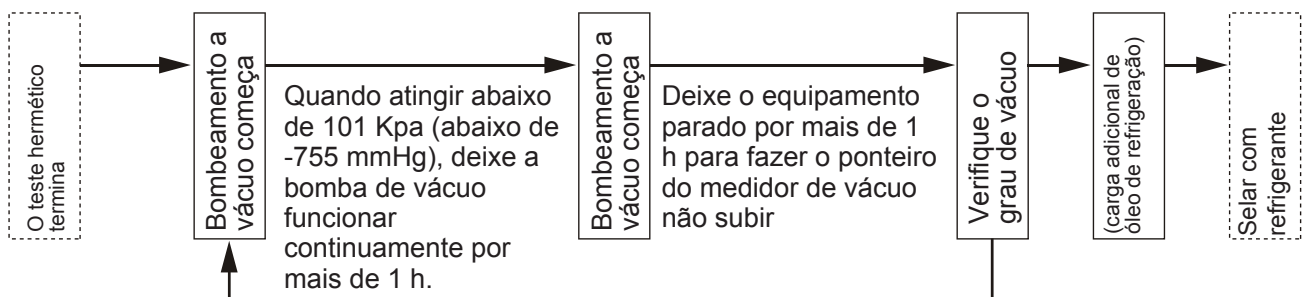 O teste hermético
termina
Bombeamento a
vácuo começa
Quando atingir abaixo
de 101 Kpa (abaixo de
-755 mmHg), deixe a
bomba de vácuo
funcionar
continuamente por
mais de 1 h.
Bombeamento a
vácuo começa
Deixe o equipamento
parado por mais de 1
h para fazer o ponteiro
do medidor de vácuo
não subir
Verifique o
grau de vácuo
(carga adicional de
óleo de refrigeração)
Selar com
refrigerante